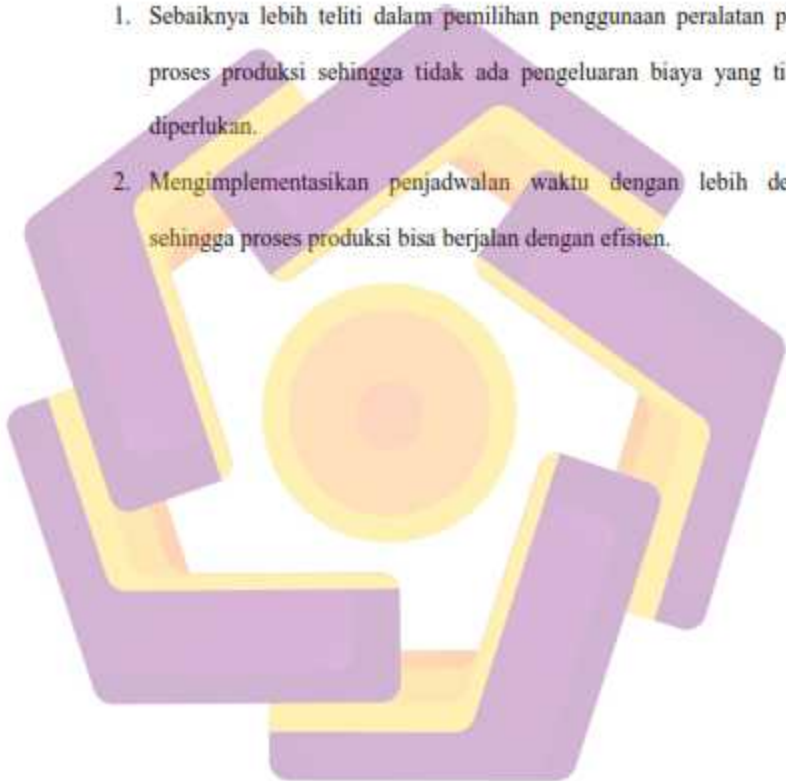 1. Sebaiknya lebih teliti dalam pemilihan penggunaan peralatan
proses produksi sehingga tidak ada pengeluaran biaya yang
diperlukan.
2. Mengimplementasikan penjadwalan waktu dengan lebih
sehingga proses produksi bisa berjalan dengan efisien.